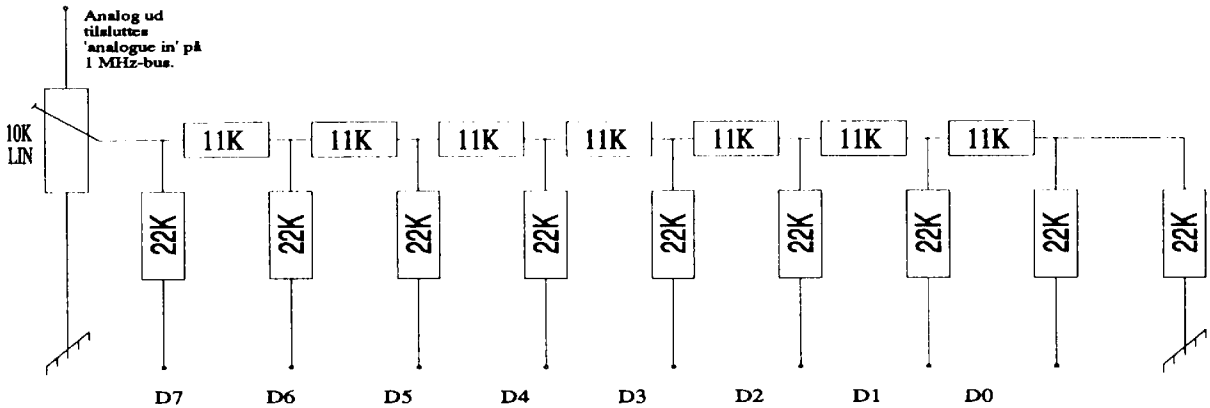 Analog ud
tilsluttes
'analogue in' på
1 MHz-bus.
10K
LIN
11K 11K 11K 11K 11K 11K 11K
22K 22K 22K 22K 22K 22K 22K 22K 22K
D7 D6 D5 D4 D3 D2 D1 D0